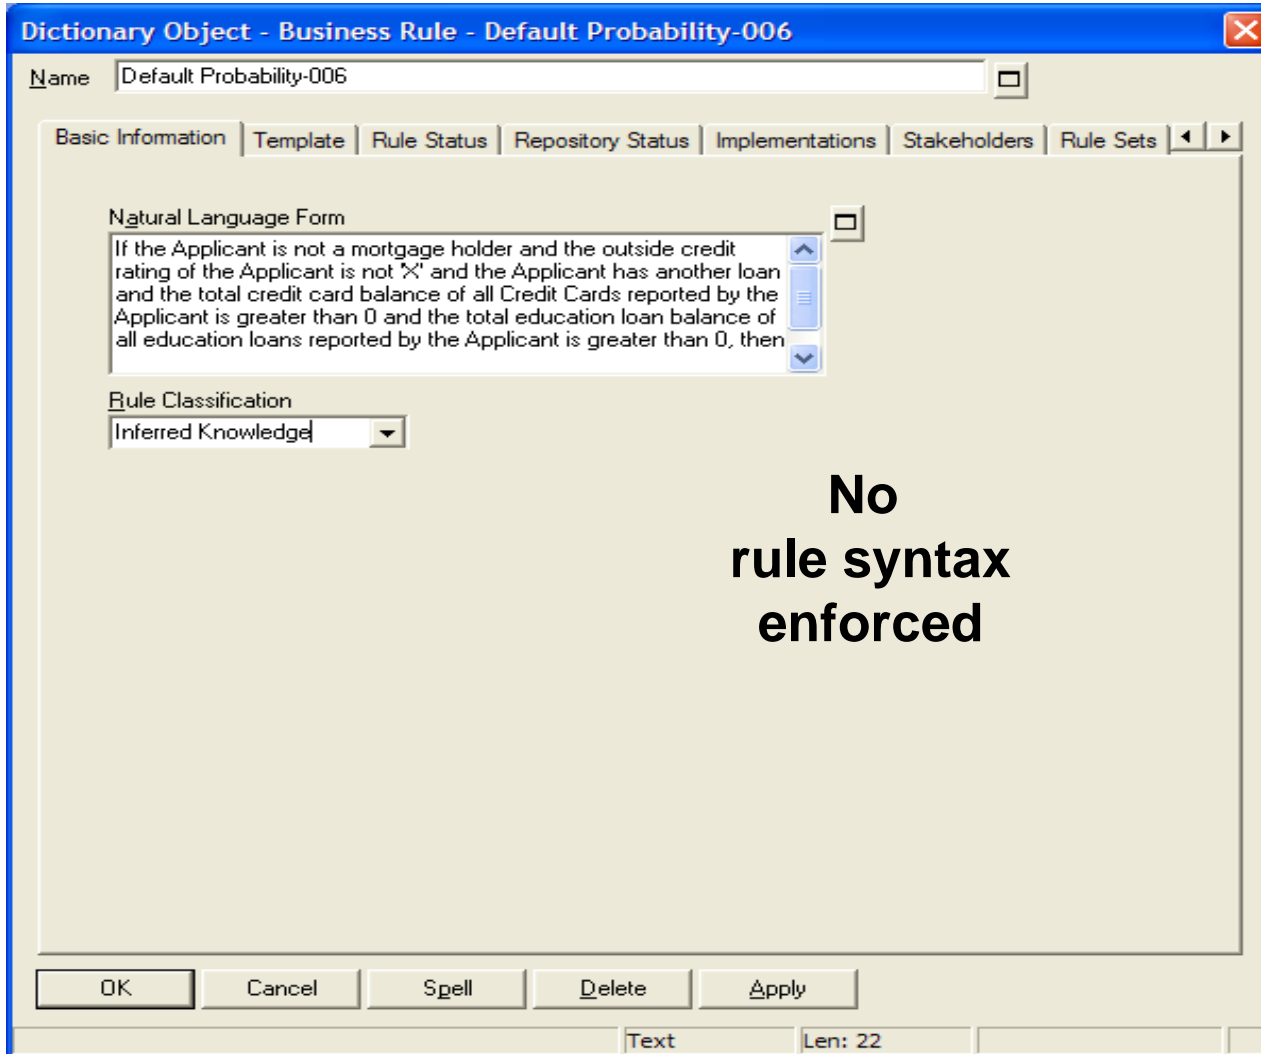 Dictionary Object - Business Rule - Default Probability-006
Name Default Probability-006
Basic Information Template Rule Status Repository Status Implementations Stakeholders Rule Sets
Natural Language Form
If the Applicant is not a mortgage holder and the outside credit
rating of the Applicant is not 'X' and the Applicant has another loan
and the total credit card balance of all Credit Cards reported by the
Applicant is greater than 0 and the total education loan balance of
all education loans reported by the Applicant is greater than 0, then
Rule Classification
Inferred Knowledge
No
rule syntax
enforced
OK Cancel Spell Delete Apply
Text Len: 22